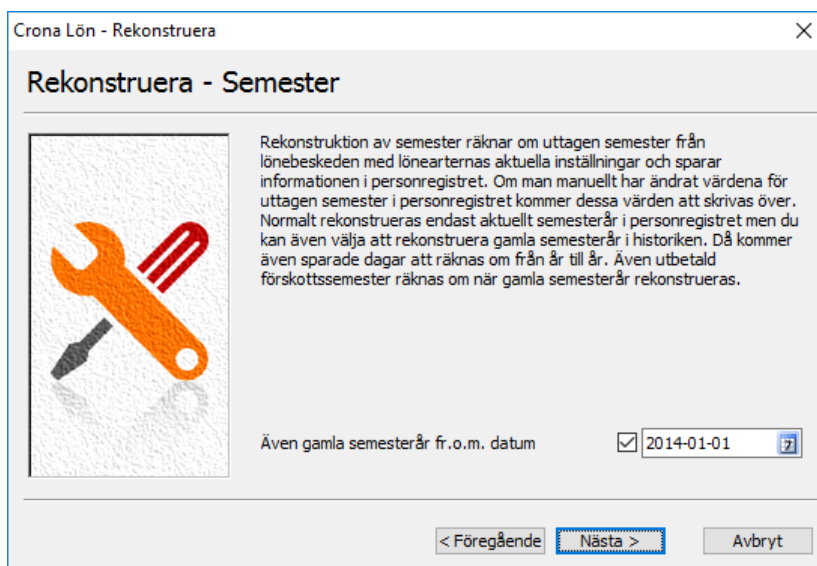 Crona Lön - Rekonstruera
Rekonstruera - Semester
Rekonstruktion av semester räknar om uttagen semester från
lönebeskeden med lönearternas aktuella inställningar och sparar
informationen i personregistret. Om man manuellt har ändrat värdena för
uttagen semester i personregistret kommer dessa värden att skrivas över.
Normalt rekonstrueras endast aktuellt semesterår i personregistret men du
kan även välja att rekonstruera gamla semesterår i historiken. Då kommer
även sparade dagar att räknas om från år till år. Även utbetald
förskottssemester räknas om när gamla semesterår rekonstrueras.
Även gamla semesterår fr.o.m. datum 2014-01-01 7
< Föregående Nästa > Avbryt